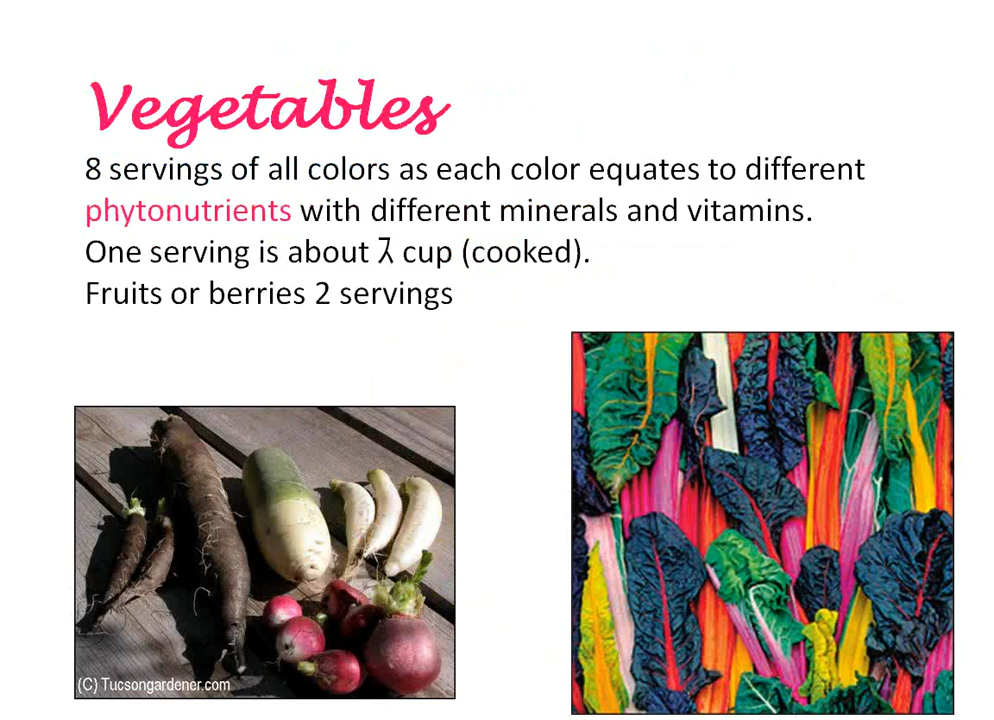 Vegetables
8 servings of all colors as each color equates to different
phytonutrients with different minerals and vitamins.
One serving is about cup (cooked).
Fruits or berries 2 servings
(C) Tucsongardener.com